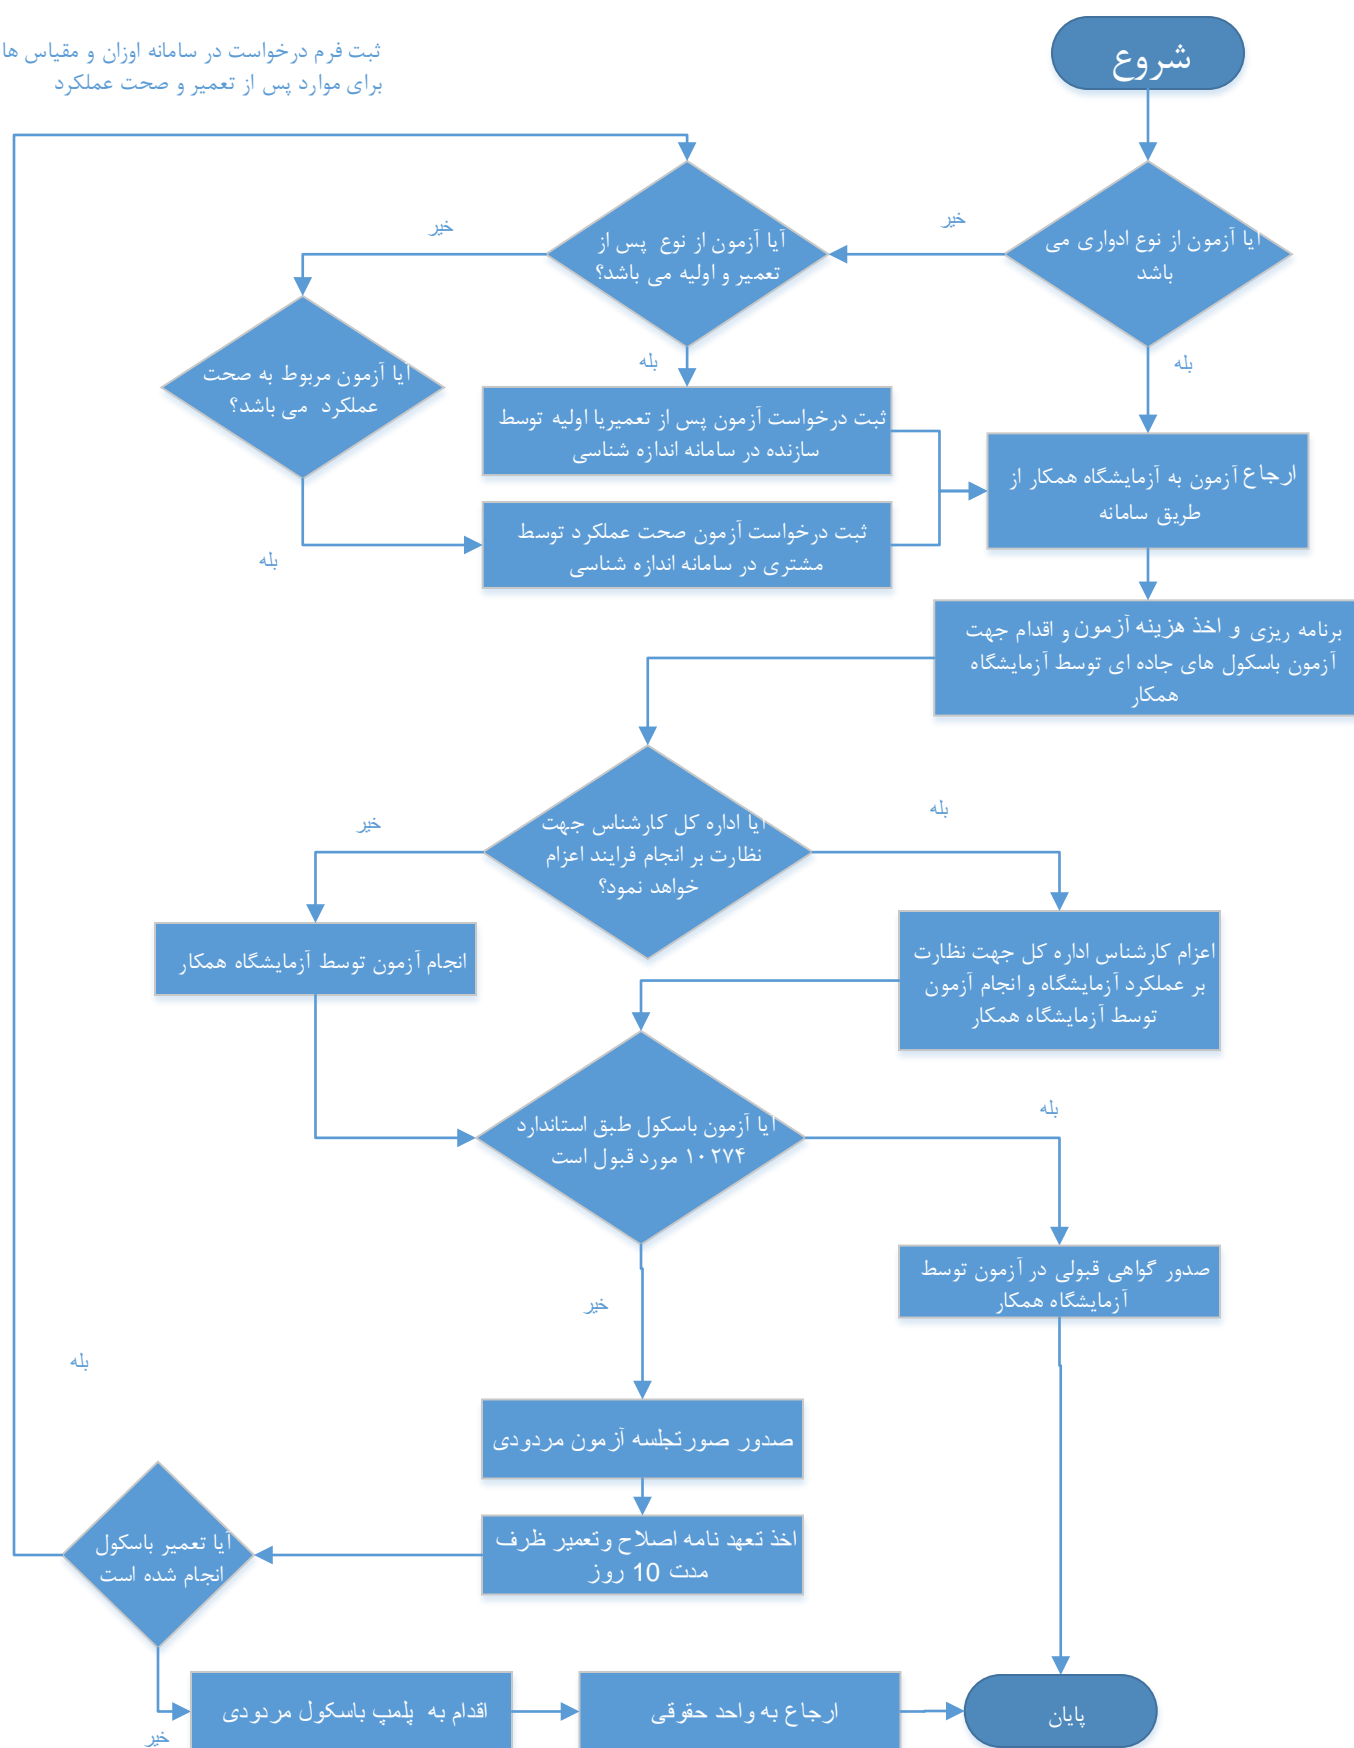 ثبت فرم درخواست در سامانه اوزان و مقیاس ها
برای موارد پس از تعمیر و صحت عملکرد
شروع
آیا آزمون از نوع ادواری می
باشد
خیر
بله
آیا آزمون از نوع پس از
تعمیر و اولیه می باشد؟
خیر
بله
آیا آزمون مربوط به صحت
عملکرد می باشد؟
بله
ثبت درخواست آزمون پس از تعمیریا اولیه توسط
سازنده در سامانه اندازه شناسی
ثبت درخواست آزمون صحت عملکرد توسط
مشتری در سامانه اندازه شناسی
ارجاع آزمون به آزمایشگاه همکار از
طریق سامانه
برنامه ریزی و اخذ هزینه آزمون و اقدام جهت
آزمون باسکول های جاده ای توسط آزمایشگاه
همکار
آیا اداره کل کارشناس جهت
نظارت بر انجام فرایند اعزام
خواهد نمود؟
بله
خیر
اعزام کارشناس اداره کل جهت نظارت
بر عملکرد آزمایشگاه و انجام آزمون
توسط آزمایشگاه همکار
انجام آزمون توسط آزمایشگاه همکار
آیا آزمون باسکول طبق استاندارد
۱۰۲۷۴ مورد قبول است
بله
خیر
صدور گواهی قبولی در آزمون توسط
آزمایشگاه همکار
صدور صورتجلسه آزمون مردودی
اخذ تعهد نامه اصلاح وتعمیر ظرف
مدت 10 روز
آیا تعمیر باسکول
انجام شده است
بله
خیر
اقدام به پلمپ باسکول مردودی
ارجاع به واحد حقوقی
پایان